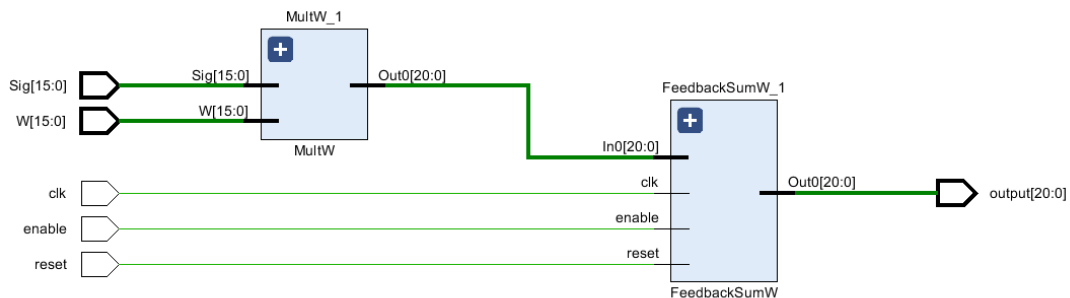 MultW_1
Sig[15:0]
Sig[15:0]
Out0[20:0]
W[15:0]
W[15:0]
MultW
FeedbackSumW_1
In0[20:0]
clk
clk
Out0[20:0]
output[20:0]
enable
enable
reset
reset
FeedbackSumW